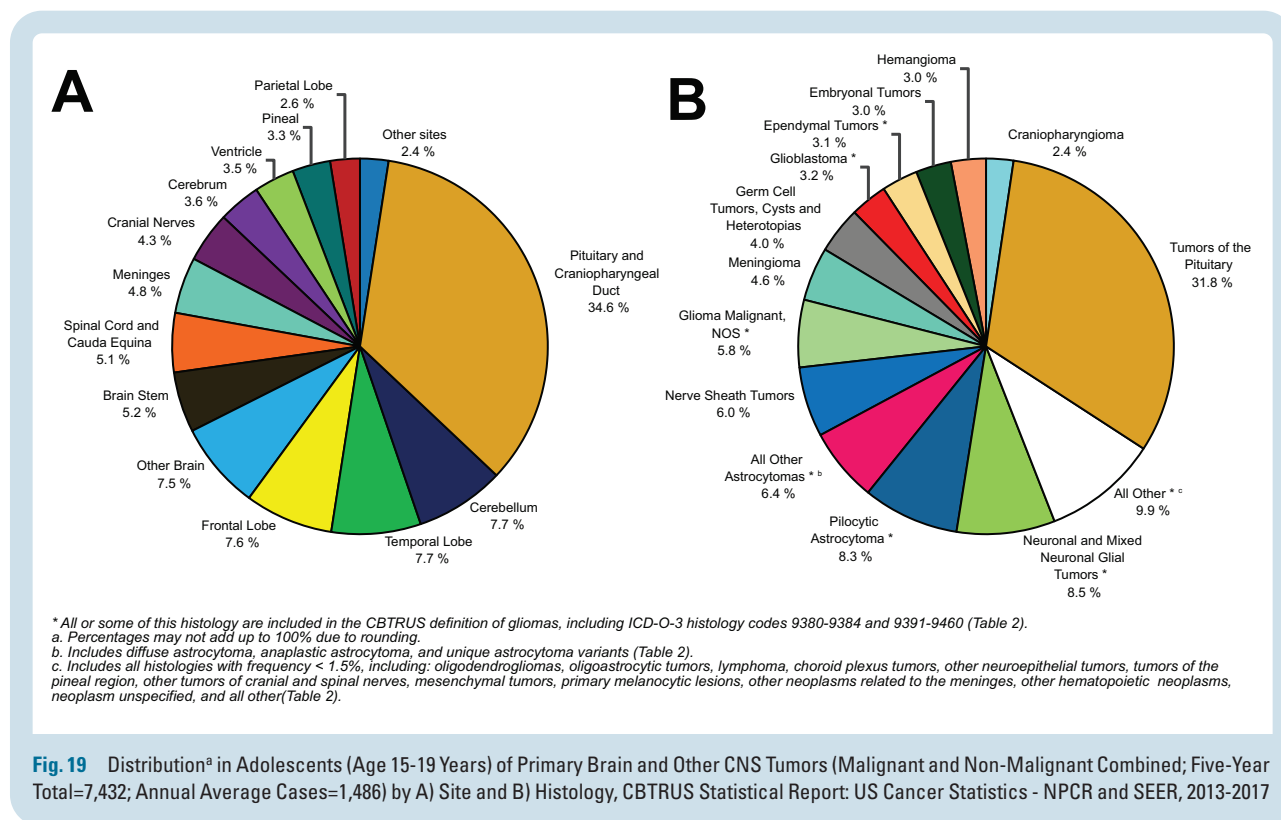 A
Parietal Lobe
2.6 %
Pineal
3.3 %
Ventricle
3.5 %
Cerebrum
3.6 %
Cranial Nerves
4.3 %
Meninges
4.8 %
Spinal Cord and
Cauda Equina
5.1 %
Brain Stem
5.2 %
Other Brain
7.5 %
Frontal Lobe
7.6 %
Temporal Lobe
7.7 %
Cerebellum
7.7 %
Pituitary and
Craniopharyngeal
Duct
34.6 %
Other sites
2.4 %
B
Hemangioma
3.0 %
Embryonal Tumors
3.0 %
Ependymal Tumors *
3.1 %
Glioblastoma *
3.2 %
Germ Cell
Tumors, Cysts and
Heterotopias
4.0 %
Meningioma
4.6 %
Glioma Malignant,
NOS *
5.8 %
Nerve Sheath Tumors
6.0 %
All Other
Astrocytomas * b
6.4 %
Pilocytic
Astrocytoma *
8.3 %
Neuronal and Mixed
Neuronal Glial
Tumors *
8.5 %
All Other * c
9.9 %
Tumors of the
Pituitary
31.8 %
Craniopharyngioma
2.4 %
* All or some of this histology are included in the CBTRUS definition of gliomas, including ICD-O-3 histology codes 9380-9384 and 9391-9460 (Table 2).
a. Percentages may not add up to 100% due to rounding.
b. Includes diffuse astrocytoma, anaplastic astrocytoma, and unique astrocytoma variants (Table 2).
c. Includes all histologies with frequency < 1.5%, including: oligodendrogliomas, oligoastrocytic tumors, lymphoma, choroid plexus tumors, other neuroepithelial tumors, tumors of the
pineal region, other tumors of cranial and spinal nerves, mesenchymal tumors, primary melanocytic lesions, other neoplasms related to the meninges, other hematopoietic neoplasms,
neoplasm unspecified, and all other(Table 2).
Fig. 19 Distributionᵃ in Adolescents (Age 15-19 Years) of Primary Brain and Other CNS Tumors (Malignant and Non-Malignant Combined; Five-Year
Total=7,432; Annual Average Cases=1,486) by A) Site and B) Histology, CBTRUS Statistical Report: US Cancer Statistics - NPCR and SEER, 2013-2017